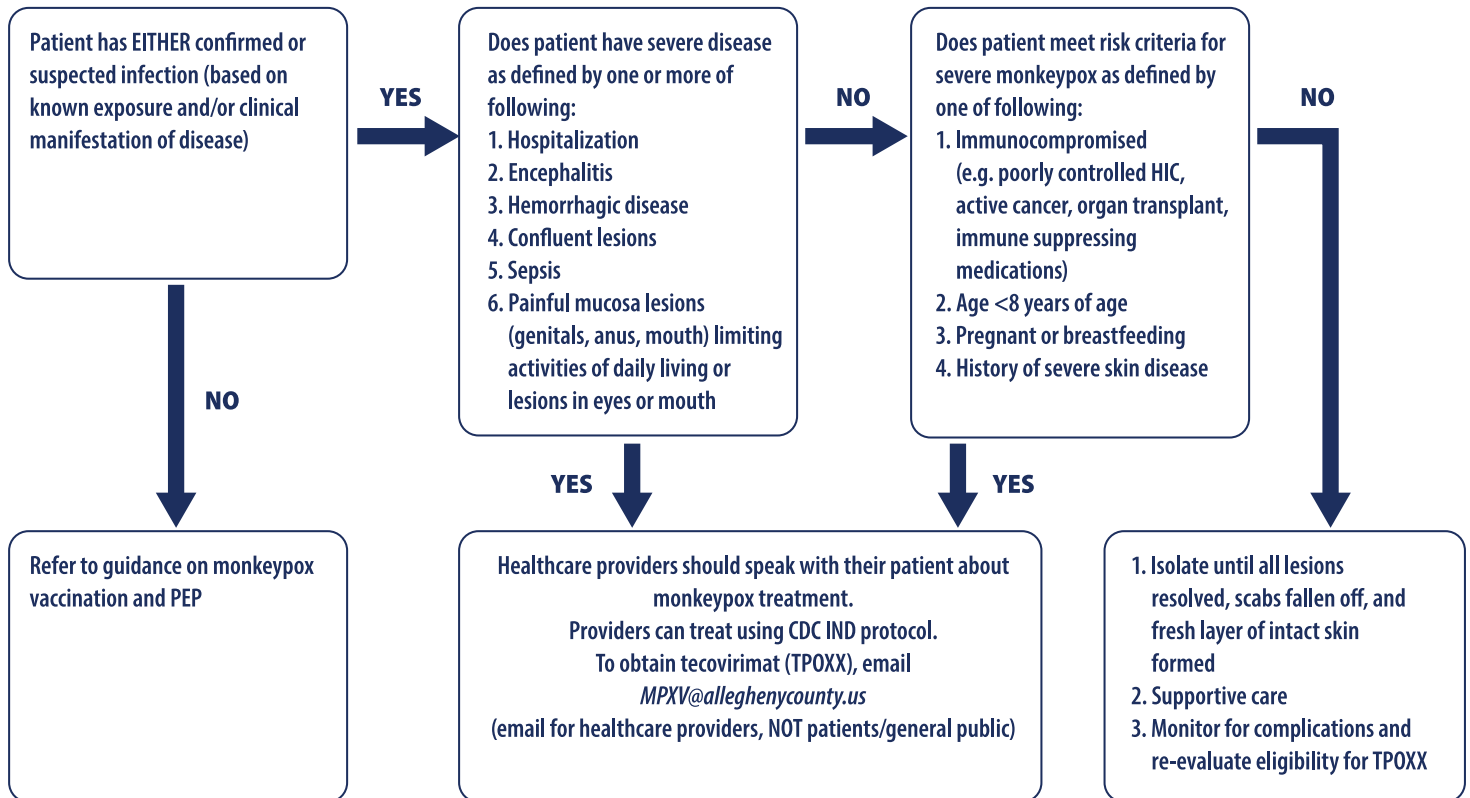 Patient has EITHER confirmed or
suspected infection (based on
known exposure and/or clinical
manifestation of disease)
YES
Does patient have severe disease
as defined by one or more of
following:
1. Hospitalization
2. Encephalitis
3. Hemorrhagic disease
4. Confluent lesions
5. Sepsis
6. Painful mucosa lesions
(genitals, anus, mouth) limiting
activities of daily living or
lesions in eyes or mouth
NO
Does patient meet risk criteria for
severe monkeypox as defined by
one of following:
1. Immunocompromised
(e.g. poorly controlled HIC,
active cancer, organ transplant,
immune suppressing
medications)
2. Age <8 years of age
3. Pregnant or breastfeeding
4. History of severe skin disease
NO
NO
YES
YES
Refer to guidance on monkeypox
vaccination and PEP
Healthcare providers should speak with their patient about
monkeypox treatment.
Providers can treat using CDC IND protocol.
To obtain tecovirimat (TPOXX), email
MPXV@alleghenycounty.us
(email for healthcare providers, NOT patients/general public)
1. Isolate until all lesions
resolved, scabs fallen off, and
fresh layer of intact skin
formed
2. Supportive care
3. Monitor for complications and
re-evaluate eligibility for TPOXX